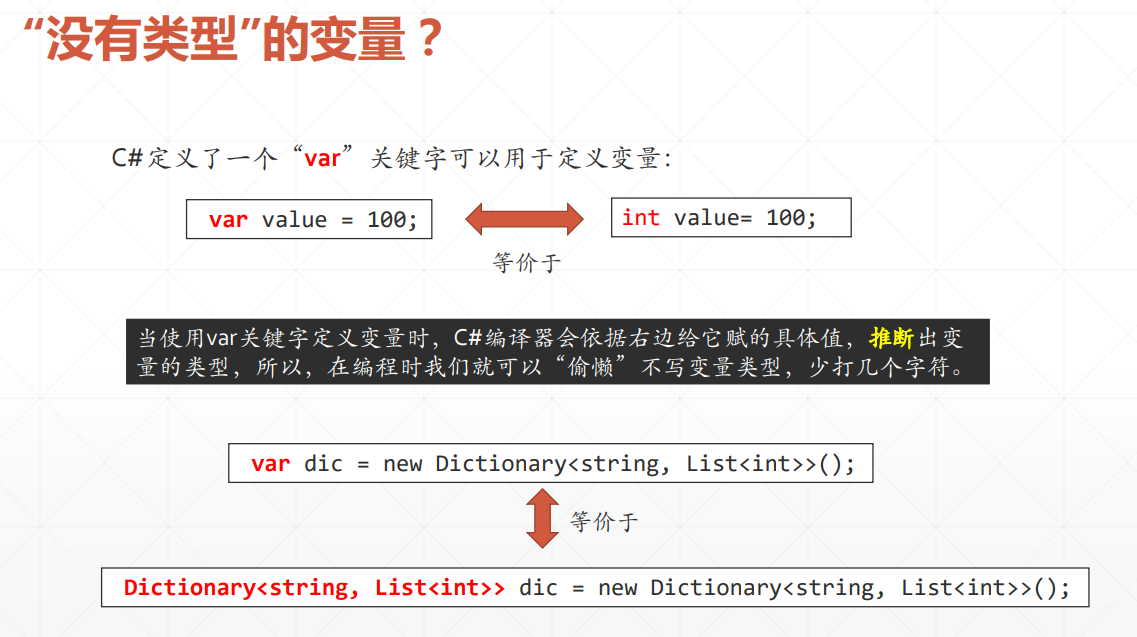 “没有类型”的变量？
C#定义了一个“var”关键字可以用于定义变量：
var value = 100;
int value= 100;
等价于
当使用var关键字定义变量时，C#编译器会依据右边给它赋的具体值，推断出变
量的类型，所以，在编程时我们就可以“偷懒”不写变量类型，少打几个字符。
var dic = new Dictionary<string, List<int>>();
等价于
Dictionary<string, List<int>> dic = new Dictionary<string, List<int>>();